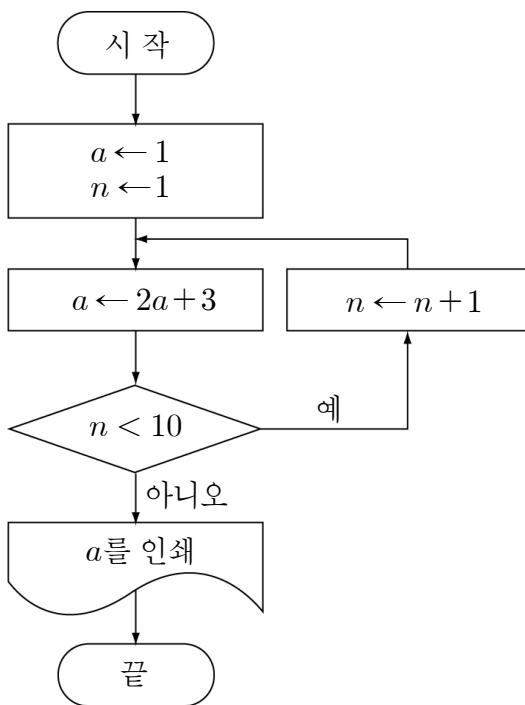 시 작
a ← 1
n ← 1
a ← 2a + 3
n ← n + 1
n < 10
예
아니오
a를 인쇄
끝